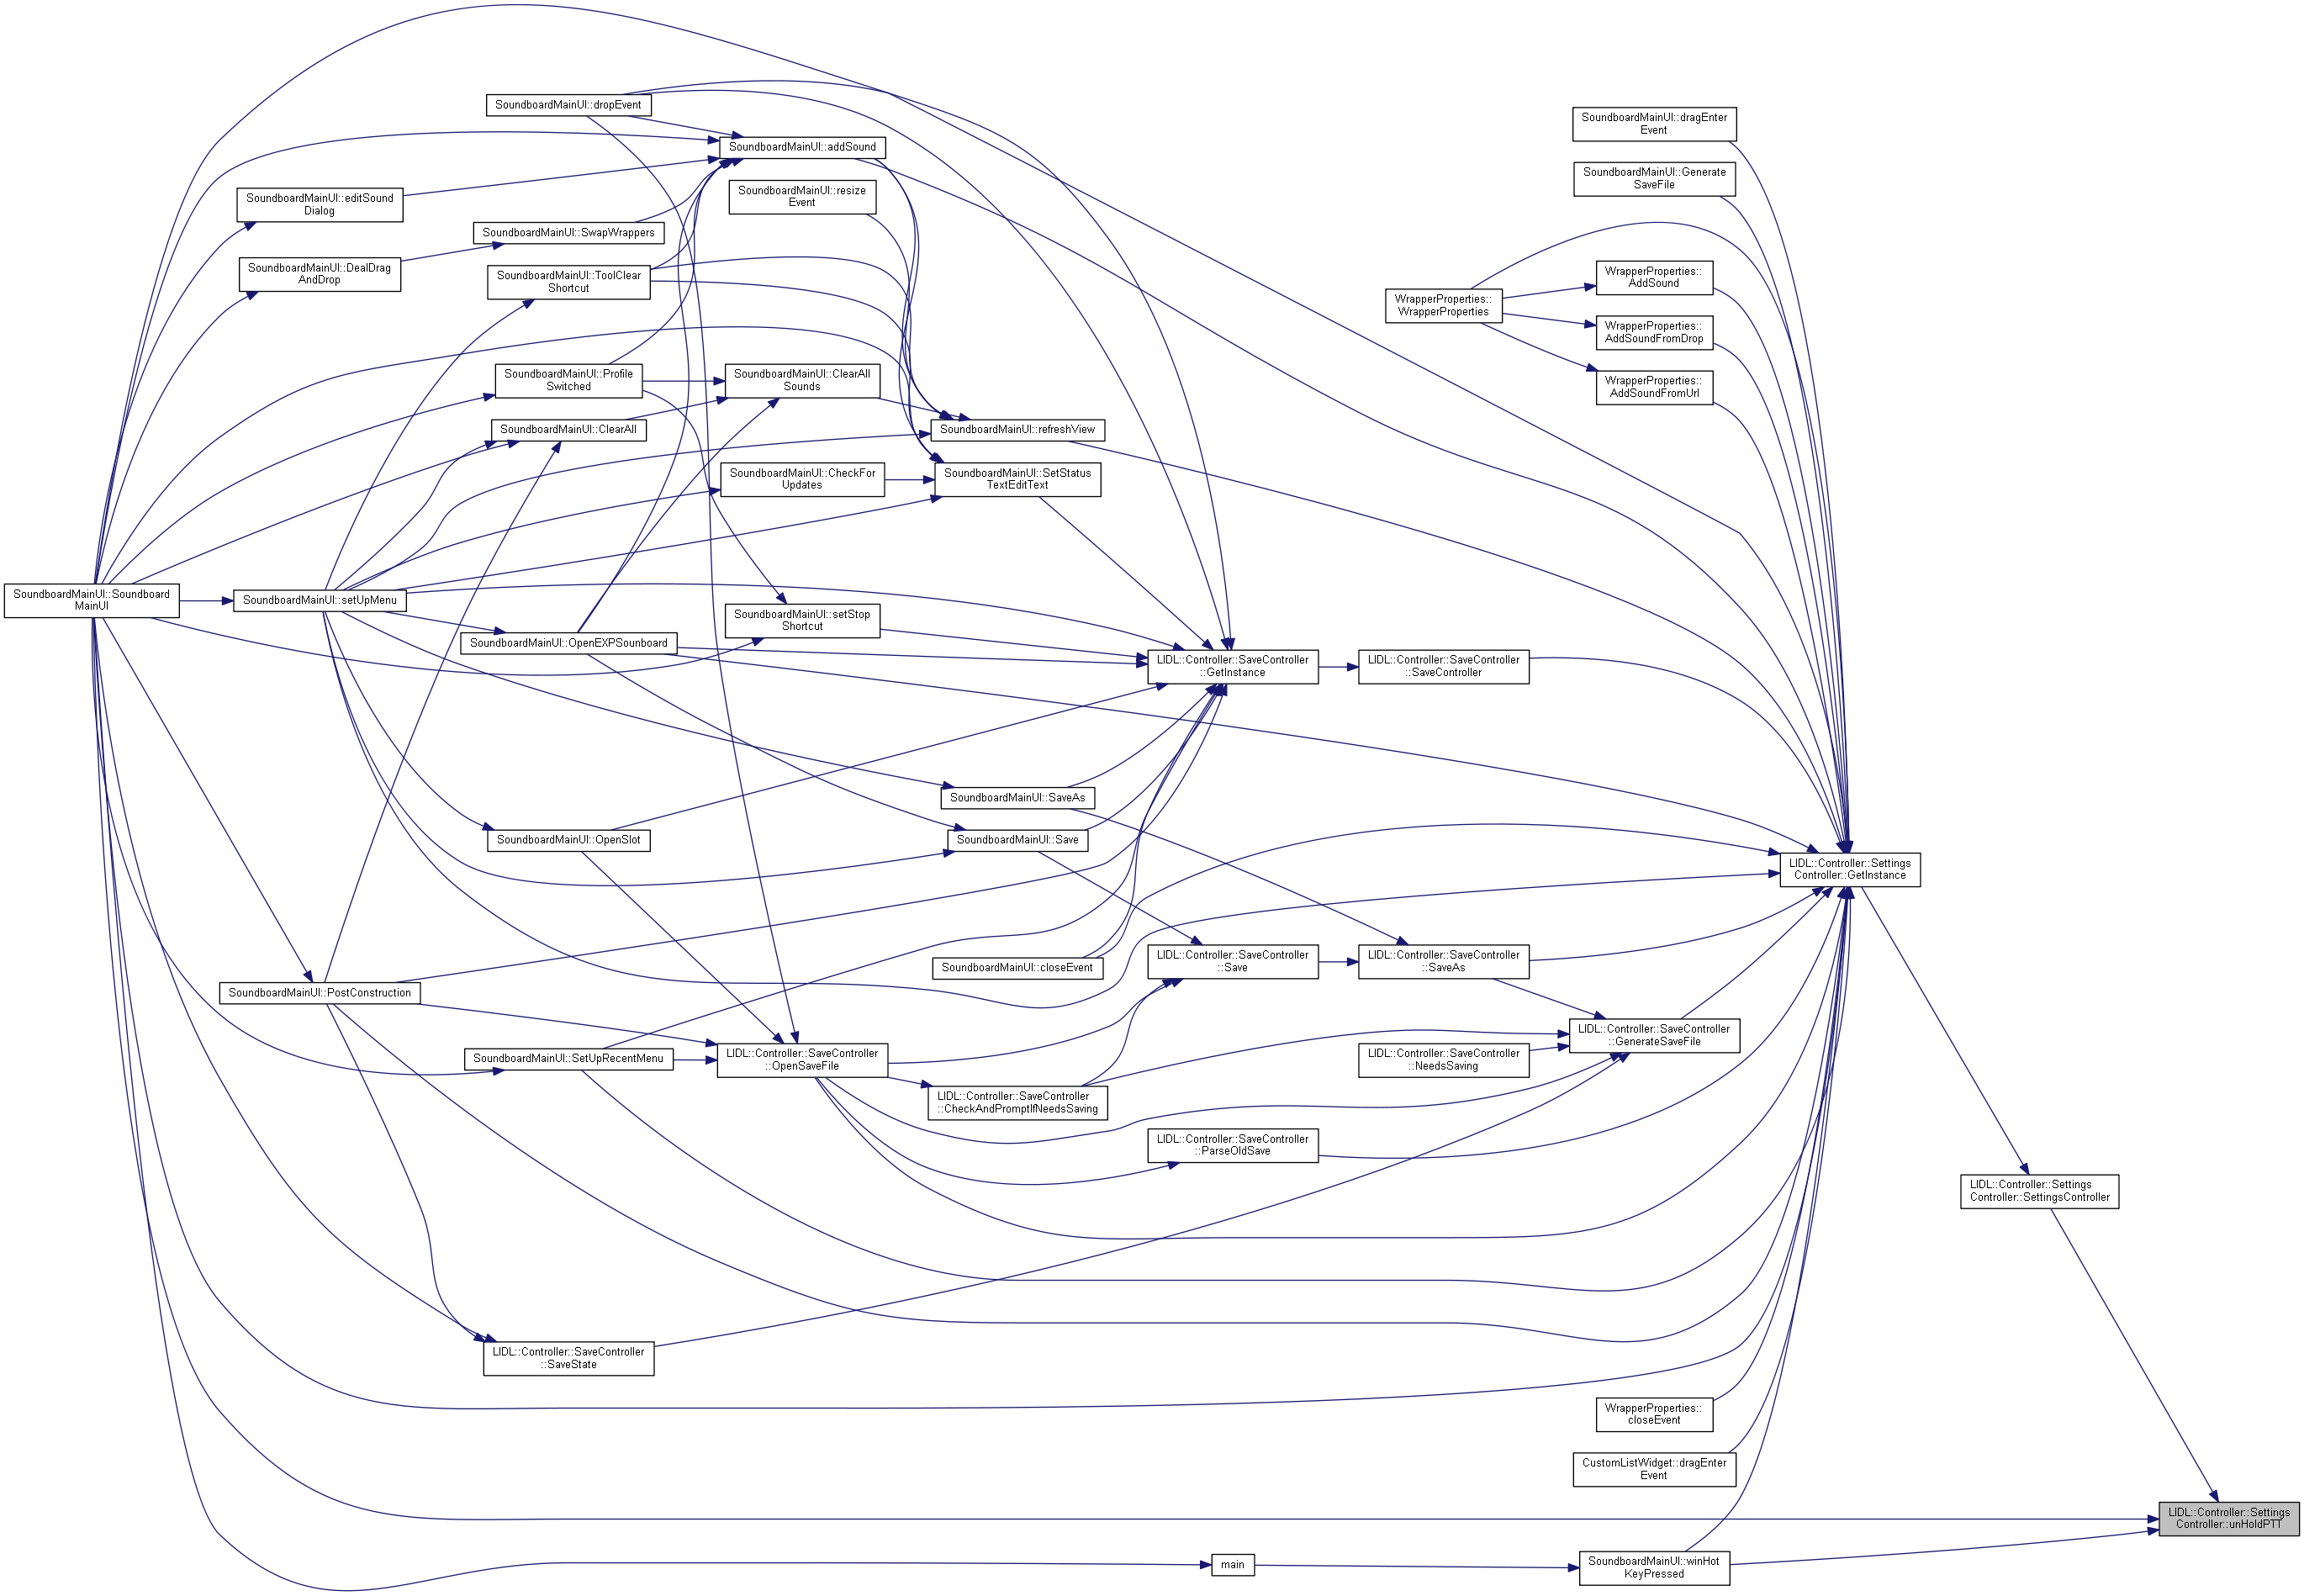 SoundboardMainUI::Soundboard
MainUI
SoundboardMainUI::editSound
Dialog
SoundboardMainUI::DealDrag
AndDrop
SoundboardMainUI::setUpMenu
SoundboardMainUI::PostConstruction
SoundboardMainUI::dropEvent
SoundboardMainUI::SwapWrappers
SoundboardMainUI::ToolClear
Shortcut
SoundboardMainUI::Profile
Switched
SoundboardMainUI::ClearAll
SoundboardMainUI::OpenEXPSounboard
SoundboardMainUI::OpenSlot
SoundboardMainUI::SetUpRecentMenu
LIDL::Controller::SaveController
::SaveState
SoundboardMainUI::addSound
SoundboardMainUI::resize
Event
SoundboardMainUI::ClearAll
Sounds
SoundboardMainUI::CheckFor
Updates
SoundboardMainUI::setStop
Shortcut
LIDL::Controller::SaveController
::OpenSaveFile
SoundboardMainUI::refreshView
SoundboardMainUI::SetStatus
TextEditText
SoundboardMainUI::SaveAs
SoundboardMainUI::Save
SoundboardMainUI::closeEvent
LIDL::Controller::SaveController
::CheckAndPromptIfNeedsSaving
LIDL::Controller::SaveController
::GetInstance
LIDL::Controller::SaveController
::Save
LIDL::Controller::SaveController
::ParseOldSave
main
LIDL::Controller::SaveController
::SaveController
LIDL::Controller::SaveController
::SaveAs
LIDL::Controller::SaveController
::NeedsSaving
WrapperProperties::
WrapperProperties
SoundboardMainUI::dragEnter
Event
SoundboardMainUI::Generate
SaveFile
WrapperProperties::
AddSound
WrapperProperties::
AddSoundFromDrop
WrapperProperties::
AddSoundFromUrl
LIDL::Controller::SaveController
::GenerateSaveFile
WrapperProperties::
closeEvent
CustomListWidget::dragEnter
Event
SoundboardMainUI::winHot
KeyPressed
LIDL::Controller::Settings
Controller::GetInstance
LIDL::Controller::Settings
Controller::SettingsController
LIDL::Controller::Settings
Controller::unHoldPTT